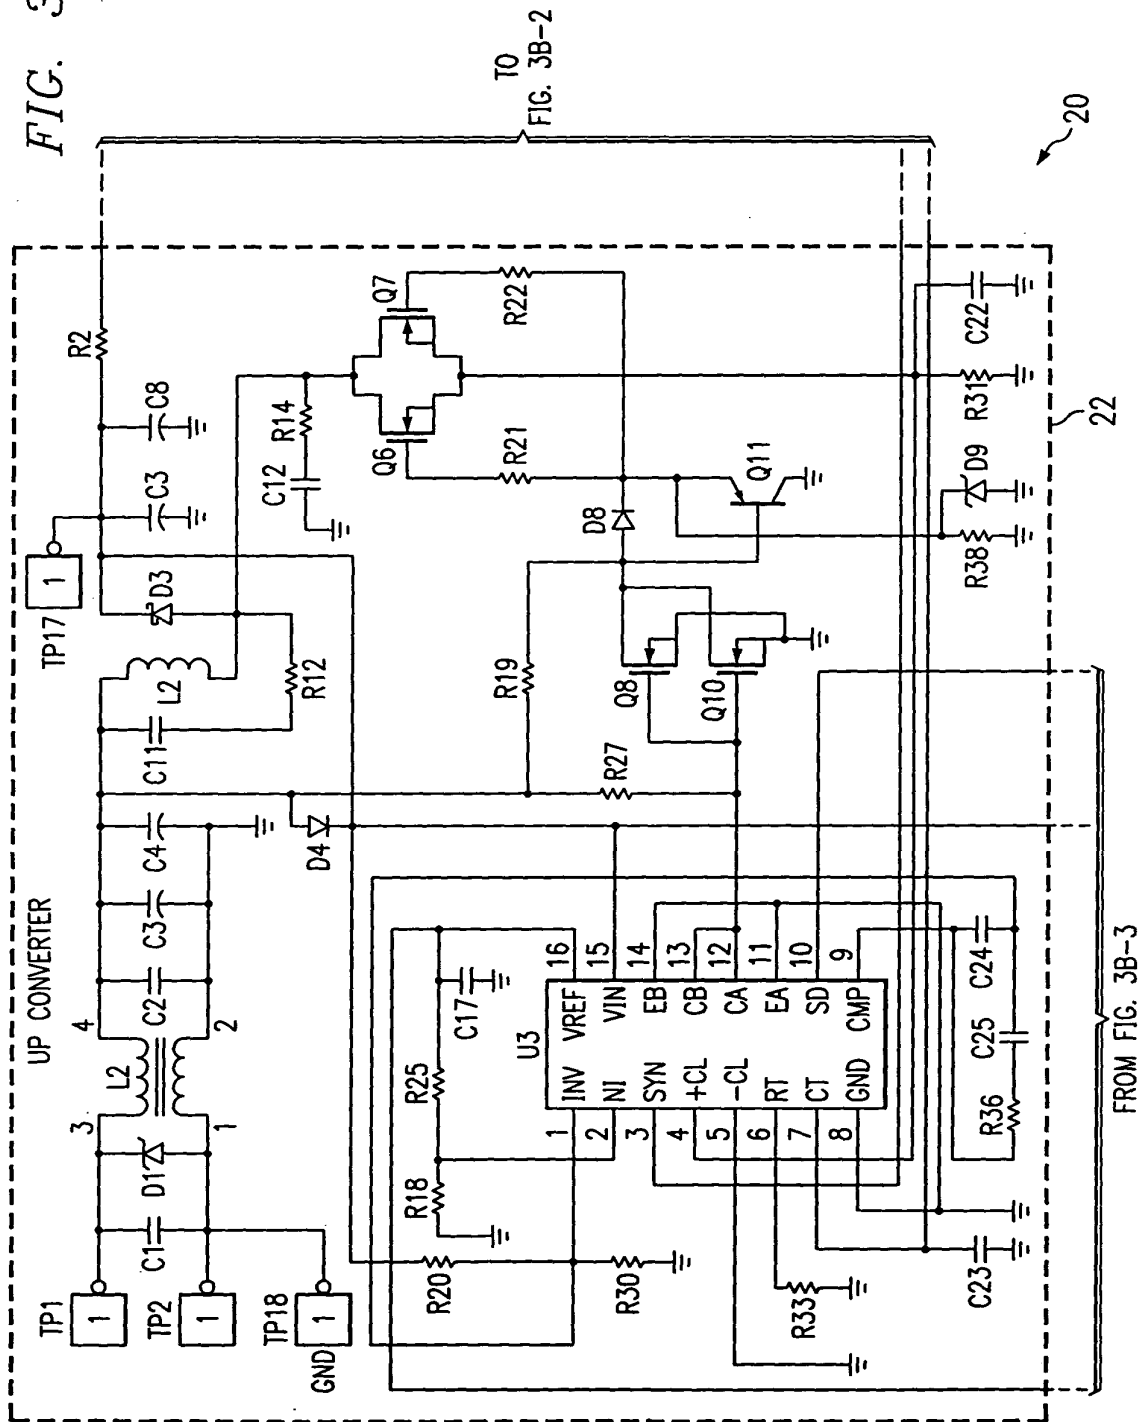 FIG. 3
TO
FIG. 3B-2
20
22
UP CONVERTER
TP1
1
TP2
1
TP18
1
GND
C1
D1
3
1
L2
4
2
C2
C3
C4
C11
L2
R12
D3
TP17
1
C3
C8
R2
D4
C12
R14
Q6
Q7
R21
R22
R19
R27
D8
Q8
Q10
Q11
R38
D9
R31
C22
R20
R30
R18
R25
C17
U3
1 INV
2 NI
3 SYN
4 +CL
5 -CL
6 RT
7 CT
8 GND
VREF 16
VIN 15
EB 14
CB 13
CA 12
EA 11
SD 10
CMP 9
R33
C23
R36
C25
C24
FROM FIG. 3B-3